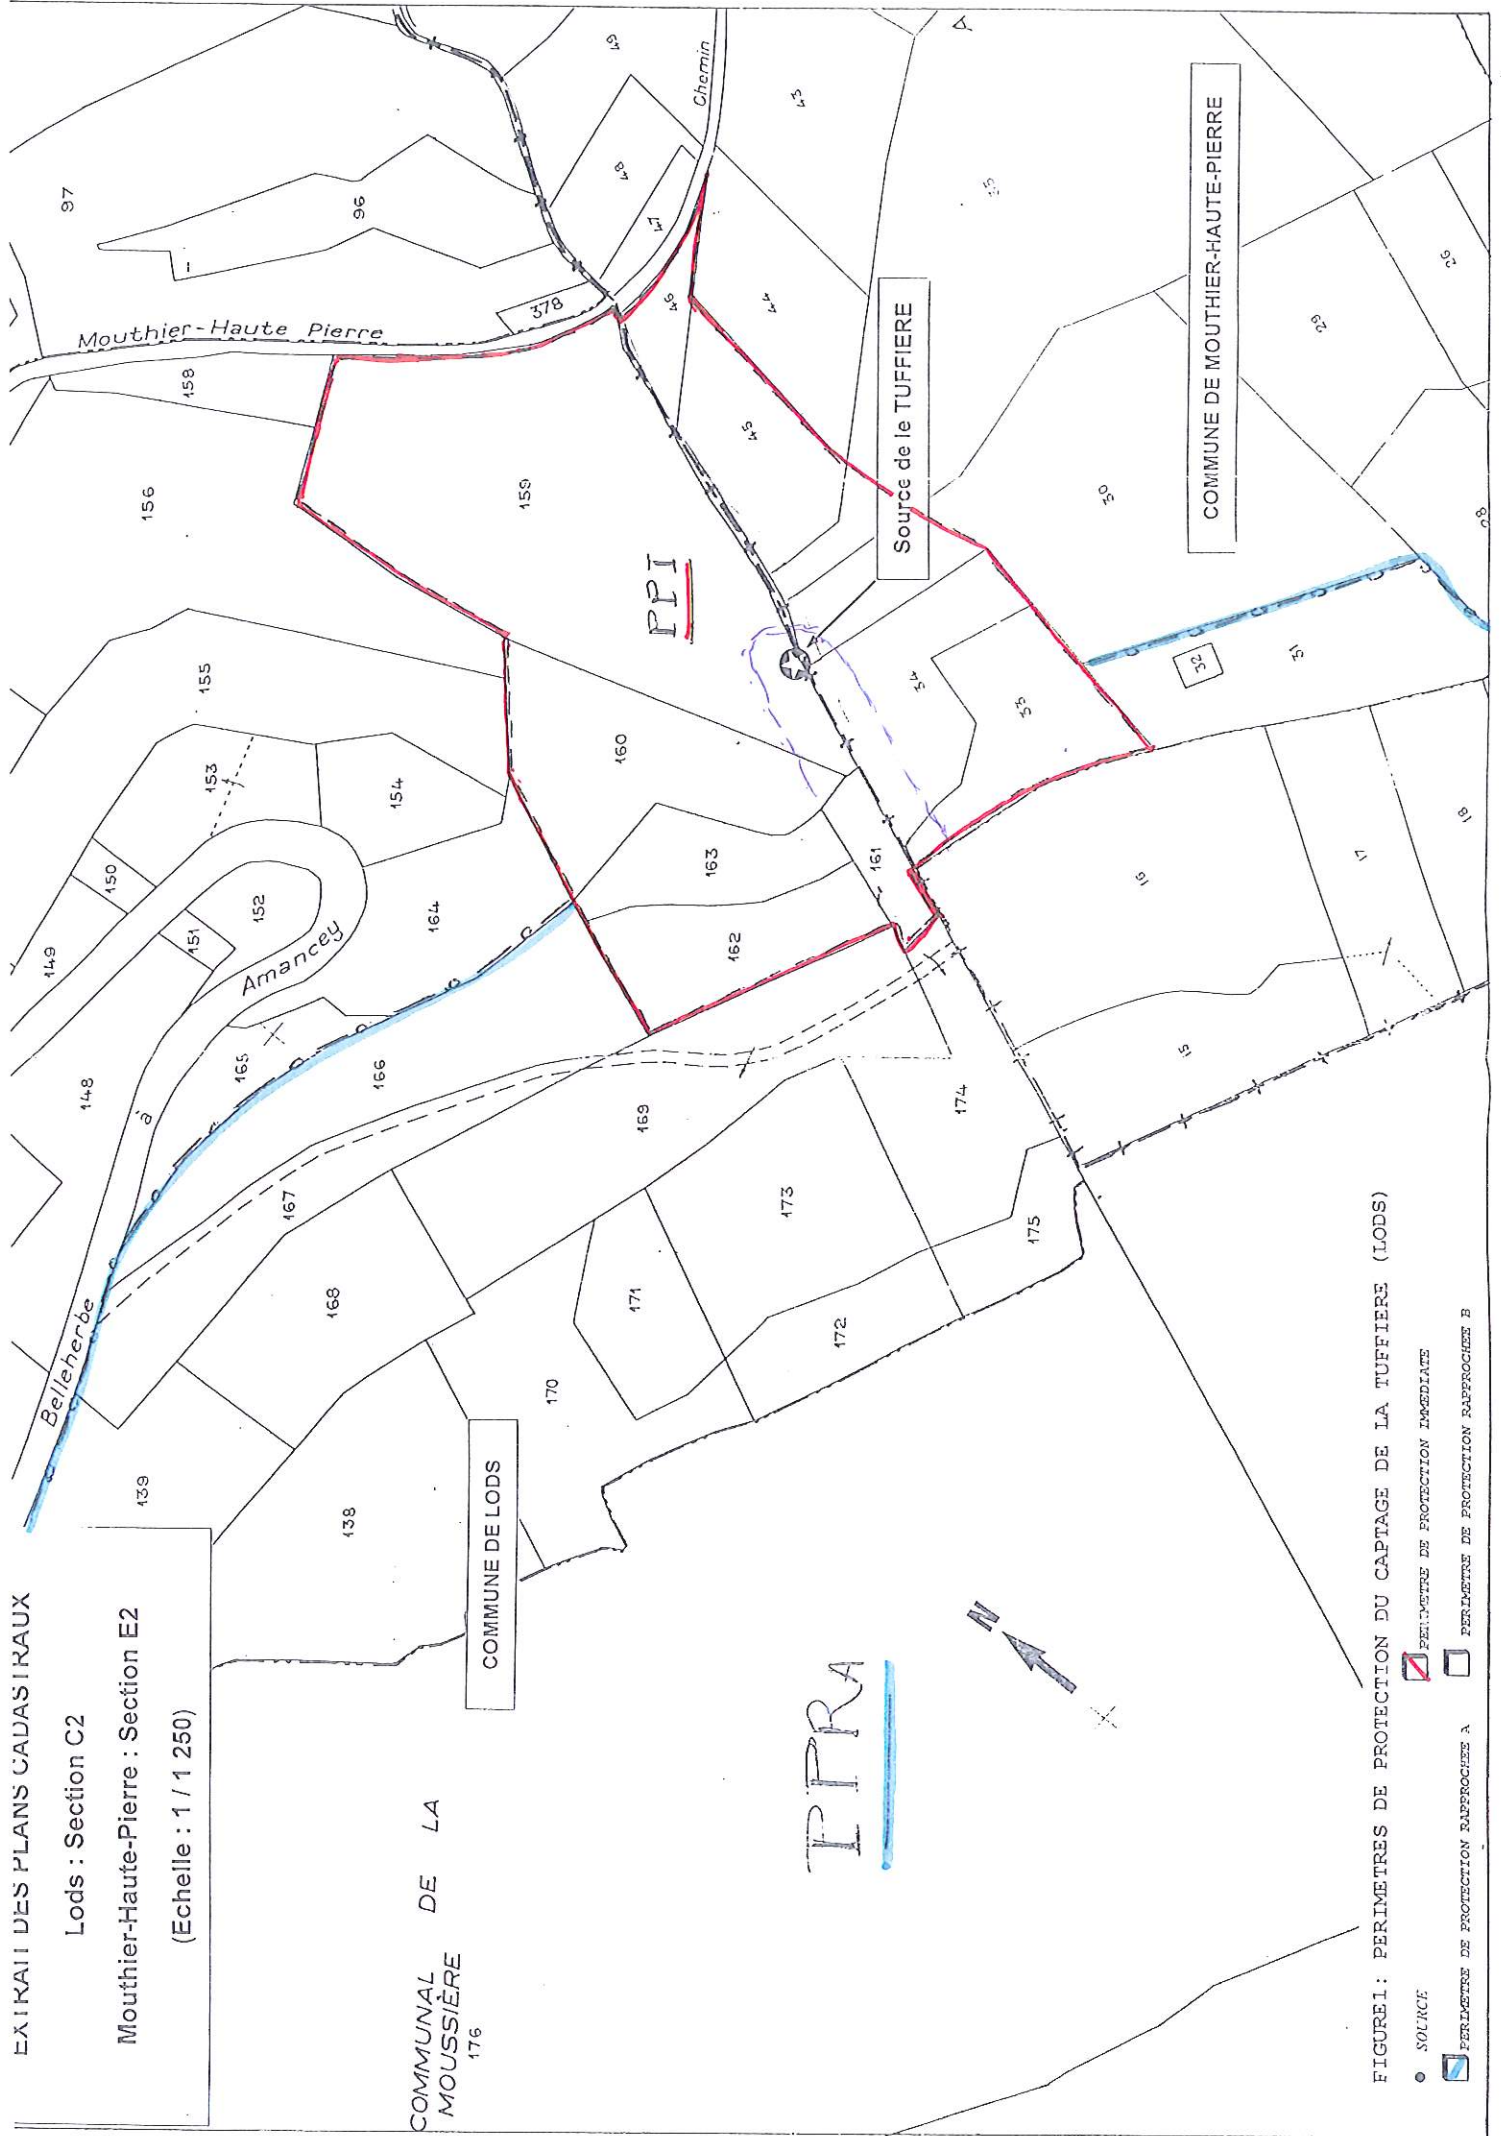 EXTRAIT DES PLANS CADASTRAUX
Lods : Section C2
Mouthier-Haute-Pierre : Section E2
(Echelle : 1 / 1 250)
COMMUNAL DE LA
MOUSSIÈRE
176
COMMUNE DE LODS
PPRA
N
139
138
Belleherbe
à
Amancey
148
149
150
151
152
153
154
155
156
158
97
96
Mouthier-Haute Pierre
378
Chemin
49
48
47
46
44
43
45
35
A
159
160
161
162
163
164
165
166
167
168
169
170
171
172
173
174
175
PPI
Source de le TUFFIERE
COMMUNE DE MOUTHIER-HAUTE-PIERRE
34
33
32
31
30
29
26
16
17
18
15
FIGURE1: PERIMETRES DE PROTECTION DU CAPTAGE DE LA TUFFIERE (LODS)
SOURCE
PERIMETRE DE PROTECTION IMMEDIATE
PERIMETRE DE PROTECTION RAPPROCHEE A
PERIMETRE DE PROTECTION RAPPROCHEE B